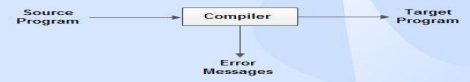 Source
Program
Compiler
Target
Program
Error
Messages